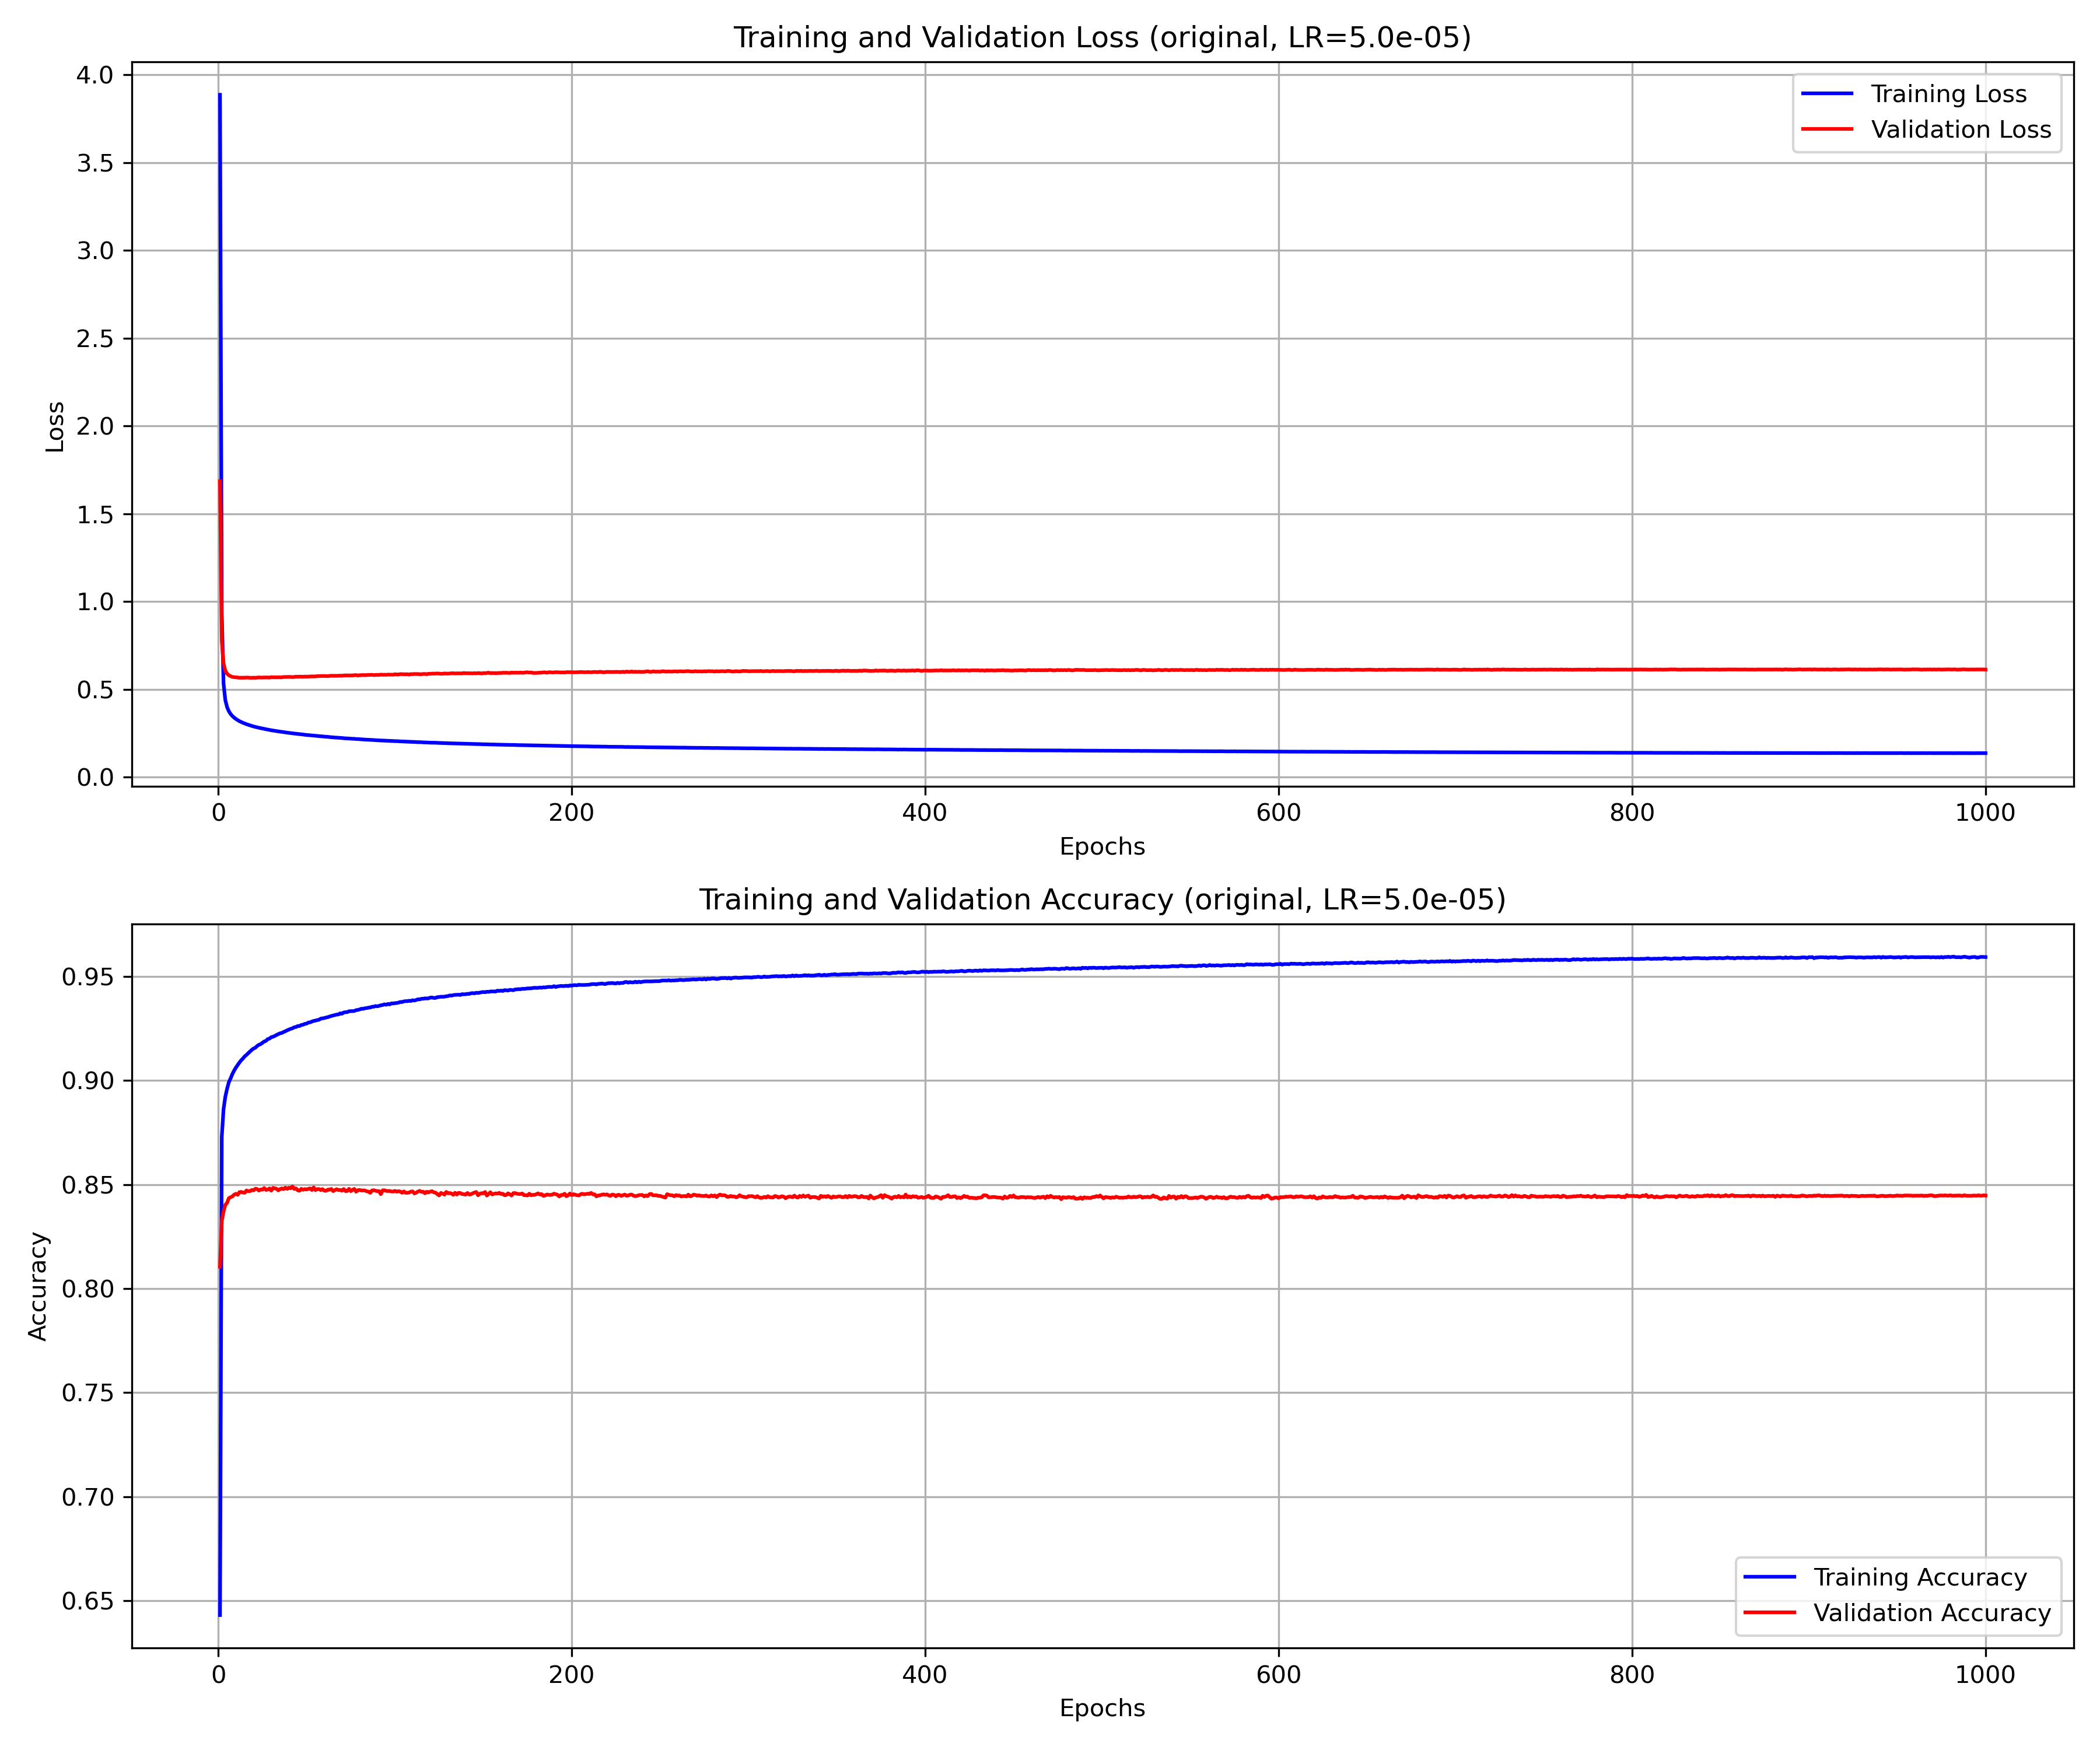 Training and Validation Loss (original, LR=5.0e-05)
4.0
3.5
3.0
2.5
2.0
1.5
1.0
0.5
0.0
Loss
Training Loss
Validation Loss
0 200 400 600 800 1000
Epochs
Training and Validation Accuracy (original, LR=5.0e-05)
0.95
0.90
0.85
0.80
0.75
0.70
0.65
Accuracy
Training Accuracy
Validation Accuracy
0 200 400 600 800 1000
Epochs